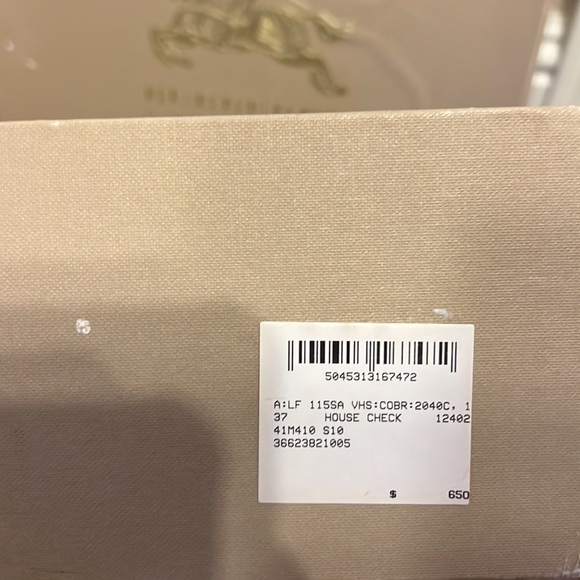 5045313167472
A:LF 115SA VHS:COBR:2040C, 1
37 HOUSE CHECK 12402
41M410 S10
36623821005
$ 650